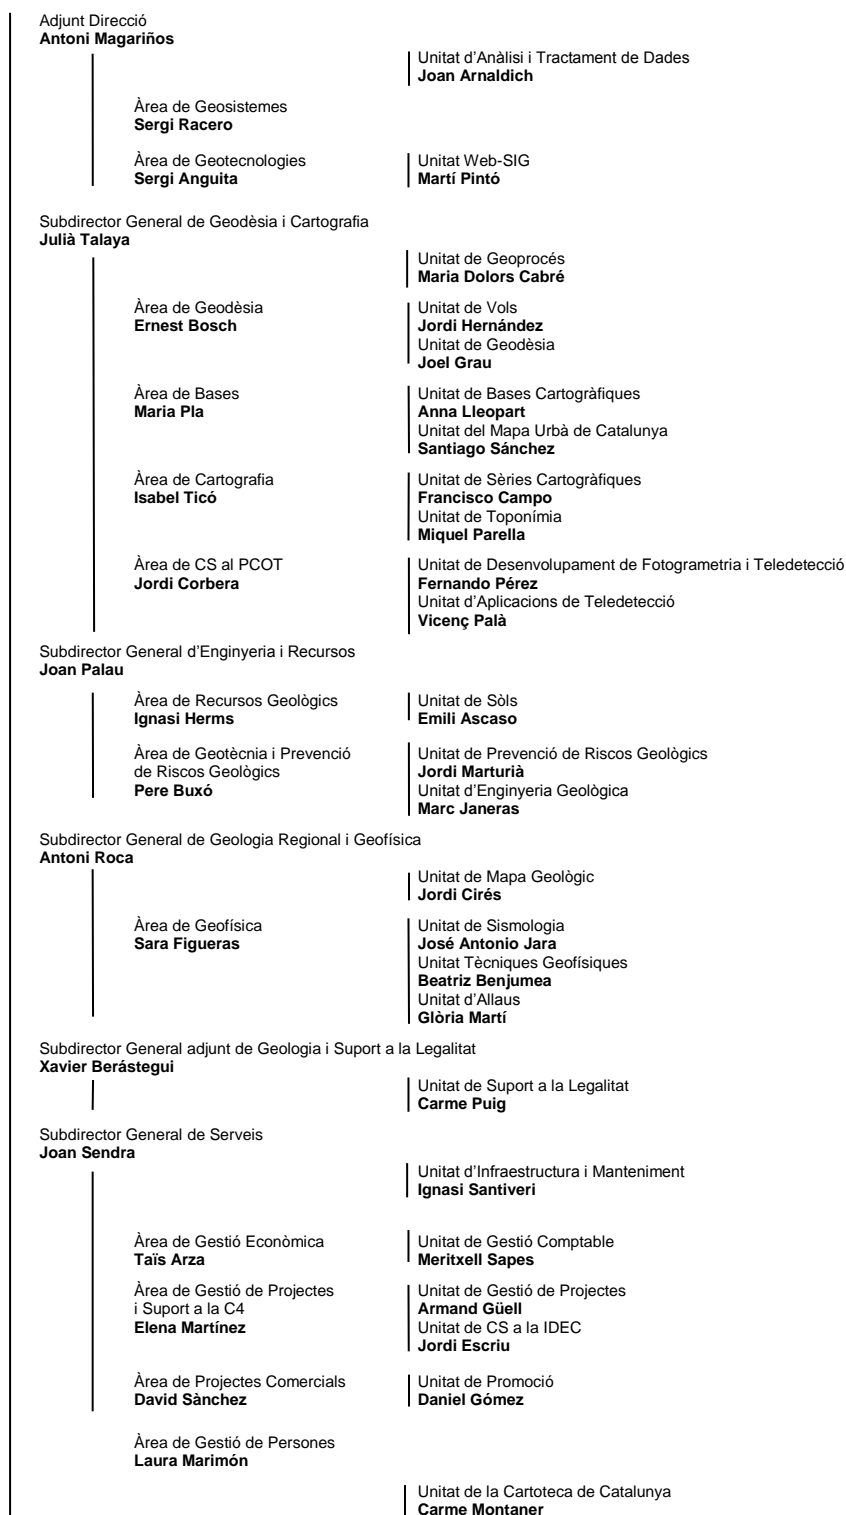 Adjunt Direcció
Antoni Magariños
Unitat d'Anàlisi i Tractament de Dades
Joan Arnaldich
Àrea de Geosistemes
Sergi Racero
Àrea de Geotecnologies
Sergi Anguita
Unitat Web-SIG
Martí Pintó
Subdirector General de Geodèsia i Cartografia
Julià Talaya
Unitat de Geoprocés
Maria Dolors Cabré
Àrea de Geodèsia
Ernest Bosch
Unitat de Vols
Jordi Hernández
Unitat de Geodèsia
Joel Grau
Àrea de Bases
Maria Pla
Unitat de Bases Cartogràfiques
Anna Lleopart
Unitat del Mapa Urbà de Catalunya
Santiago Sánchez
Àrea de Cartografia
Isabel Ticó
Unitat de Sèries Cartogràfiques
Francisco Campo
Unitat de Toponímia
Miquel Parella
Àrea de CS al PCOT
Jordi Corbera
Unitat de Desenvolupament de Fotogrametria i Teledetecció
Fernando Pérez
Unitat d'Aplicacions de Teledetecció
Vicenç Palà
Subdirector General d'Enginyeria i Recursos
Joan Palau
Àrea de Recursos Geològics
Ignasi Herms
Unitat de Sòls
Emili Ascaso
Àrea de Geotècnia i Prevenció
de Riscos Geològics
Pere Buxó
Unitat de Prevenció de Riscos Geològics
Jordi Marturià
Unitat d'Enginyeria Geològica
Marc Janeras
Subdirector General de Geologia Regional i Geofísica
Antoni Roca
Unitat de Mapa Geològic
Jordi Cirés
Àrea de Geofísica
Sara Figueras
Unitat de Sismologia
José Antonio Jara
Unitat Tècniques Geofísiques
Beatriz Benjumea
Unitat d'Allaus
Glòria Martí
Subdirector General adjunt de Geologia i Suport a la Legalitat
Xavier Berástegui
Unitat de Suport a la Legalitat
Carme Puig
Subdirector General de Serveis
Joan Sendra
Unitat d'Infraestructura i Manteniment
Ignasi Santiveri
Àrea de Gestió Econòmica
Taïs Arza
Unitat de Gestió Comptable
Meritxell Sapes
Àrea de Gestió de Projectes
i Suport a la C4
Elena Martínez
Unitat de Gestió de Projectes
Armand Güell
Unitat de CS a la IDEC
Jordi Escriu
Àrea de Projectes Comercials
David Sànchez
Unitat de Promoció
Daniel Gómez
Àrea de Gestió de Persones
Laura Marimón
Unitat de la Cartoteca de Catalunya
Carme Montaner